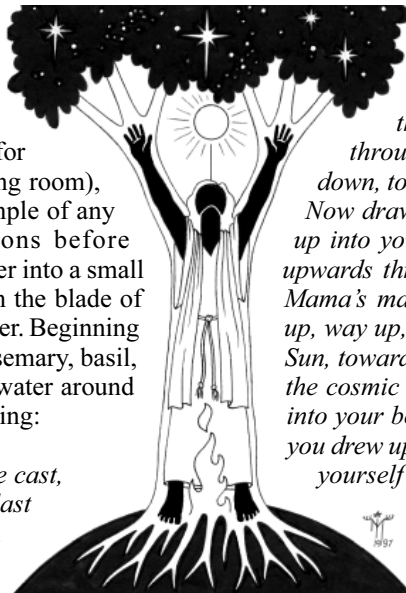 for
ng room),
mple of any
ons before
er into a small
n the blade of
er. Beginning
semary, basil,
water around
ing:
e cast,
last
th
throu
down, to
Now draw
up into yo
upwards th
Mama's ma
up, way up,
Sun, toward
the cosmic
into your b
you drew up
yourself
1997